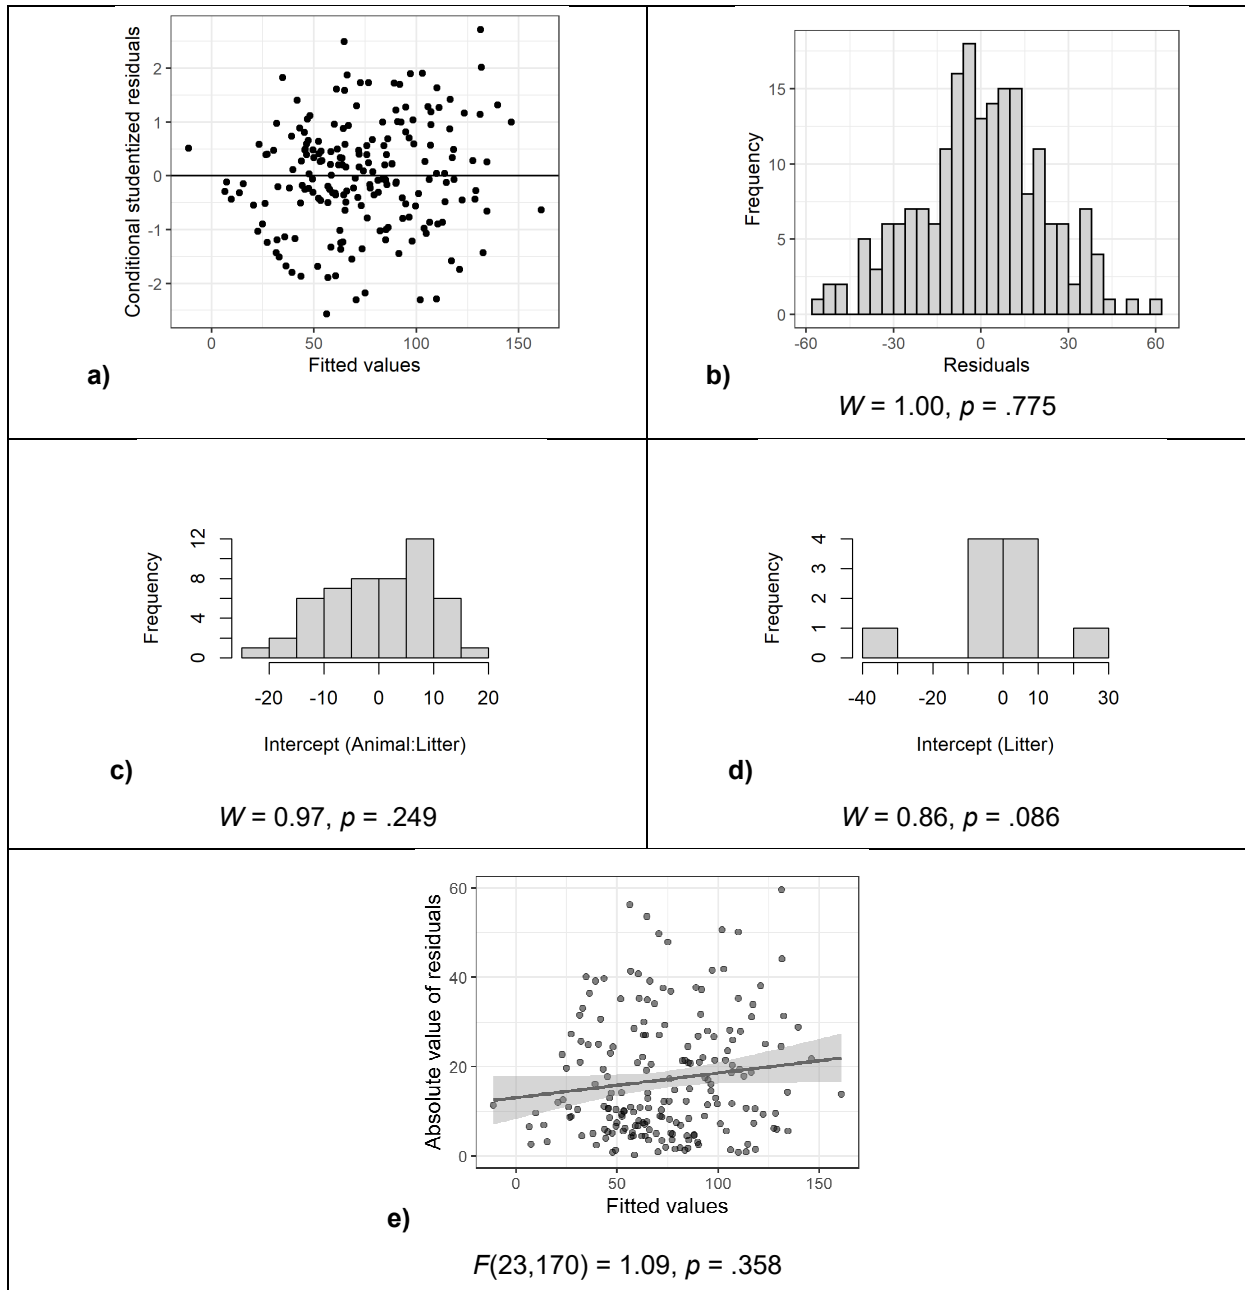 Conditional studentized residuals
2
1
0
-1
-2
0 50 100 150
Fitted values
a)
Frequency
15
10
5
0
-60 -30 0 30 60
Residuals
b)
W = 1.00, p = .775
Frequency
12
8
4
0
-20 -10 0 10 20
Intercept (Animal:Litter)
c)
W = 0.97, p = .249
Frequency
4
3
2
1
0
-40 -20 0 10 30
Intercept (Litter)
d)
W = 0.86, p = .086
Absolute value of residuals
60
40
20
0
0 50 100 150
Fitted values
e)
F(23,170) = 1.09, p = .358